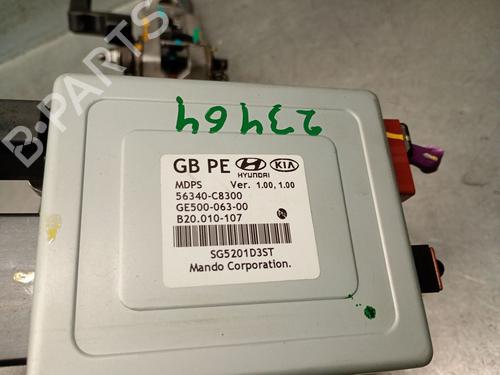 B-PARTS
23464
GB PE HYUNDAI KIA
MDPS Ver. 1.00, 1.00
56340-C8300
GE500-063-00
B20.010-107
SG5201D3ST
Mando Corporation.